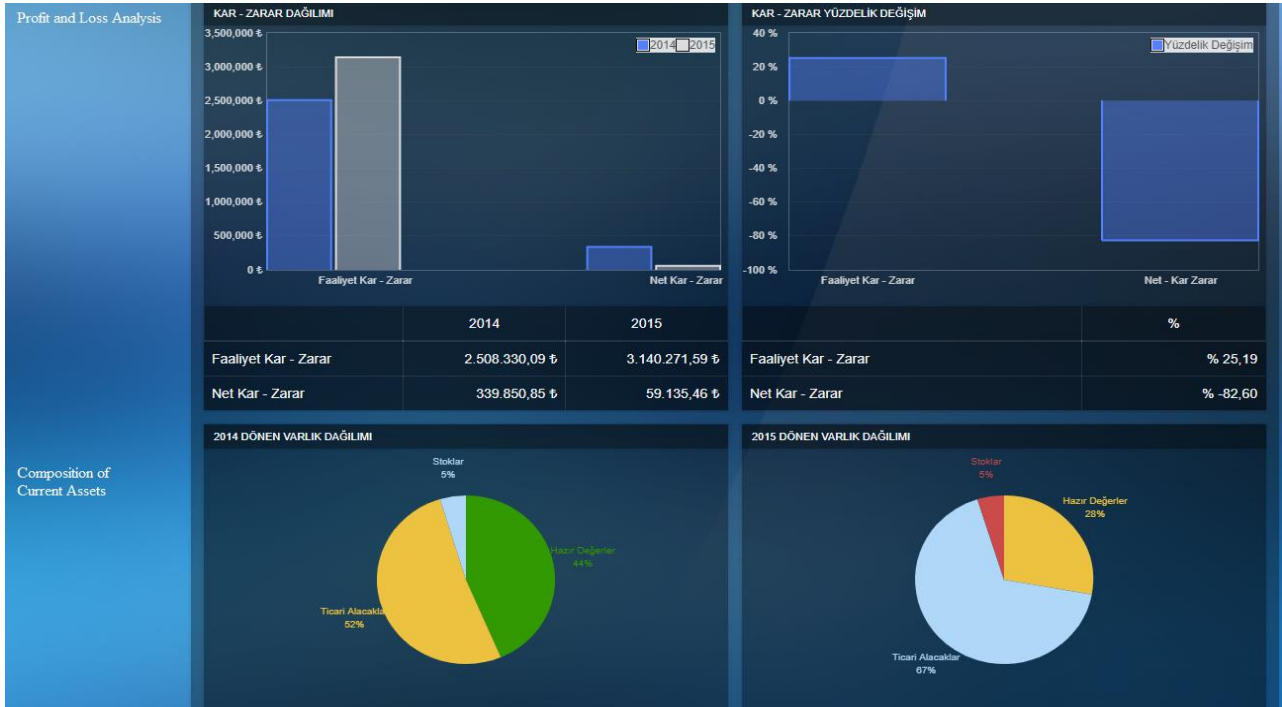 Profit and Loss Analysis
KAR - ZARAR DAĞILIMI
3,500,000 ₺
3,000,000 ₺
2,500,000 ₺
2,000,000 ₺
1,500,000 ₺
1,000,000 ₺
500,000 ₺
0 ₺
2014 2015
Faaliyet Kar - Zarar
Net Kar - Zarar
2014 2015
Faaliyet Kar - Zarar 2.508.330,09 ₺ 3.140.271,59 ₺
Net Kar - Zarar 339.850,85 ₺ 59.135,46 ₺
KAR - ZARAR YÜZDELİK DEĞİŞİM
40 %
20 %
0 %
-20 %
-40 %
-60 %
-80 %
-100 %
Yüzdelik Değişim
Faaliyet Kar - Zarar
Net - Kar Zarar
%
Faaliyet Kar - Zarar % 25,19
Net Kar - Zarar % -82,60
Composition of
Current Assets
2014 DÖNEN VARLIK DAĞILIMI
Stoklar
5%
Hazır Değerler
44%
Ticari Alacakla
52%
2015 DÖNEN VARLIK DAĞILIMI
Stoklar
5%
Hazır Değerler
28%
Ticari Alacaklar
67%